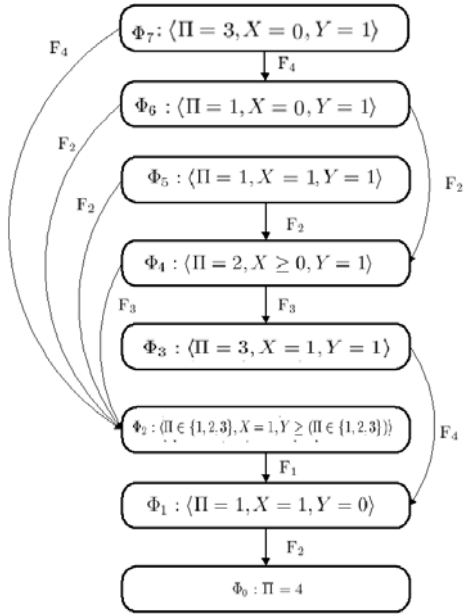 Φ₇: ⟨Π = 3, X = 0, Y = 1⟩
F₄
F₄
Φ₆ : ⟨Π = 1, X = 0, Y = 1⟩
F₂
Φ₅ : ⟨Π = 1, X = 1, Y = 1⟩
F₂
F₂
F₂
Φ₄ : ⟨Π = 2, X ≥ 0, Y = 1⟩
F₃
F₃
Φ₃ : ⟨Π = 3, X = 1, Y = 1⟩
Φ₂ : ⟨Π ∈ {1, 2, 3}, X = 1, Y ≥ (Π ∈ {1, 2, 3})⟩
F₄
F₁
Φ₁ : ⟨Π = 1, X = 1, Y = 0⟩
F₂
Φ₀ : Π = 4